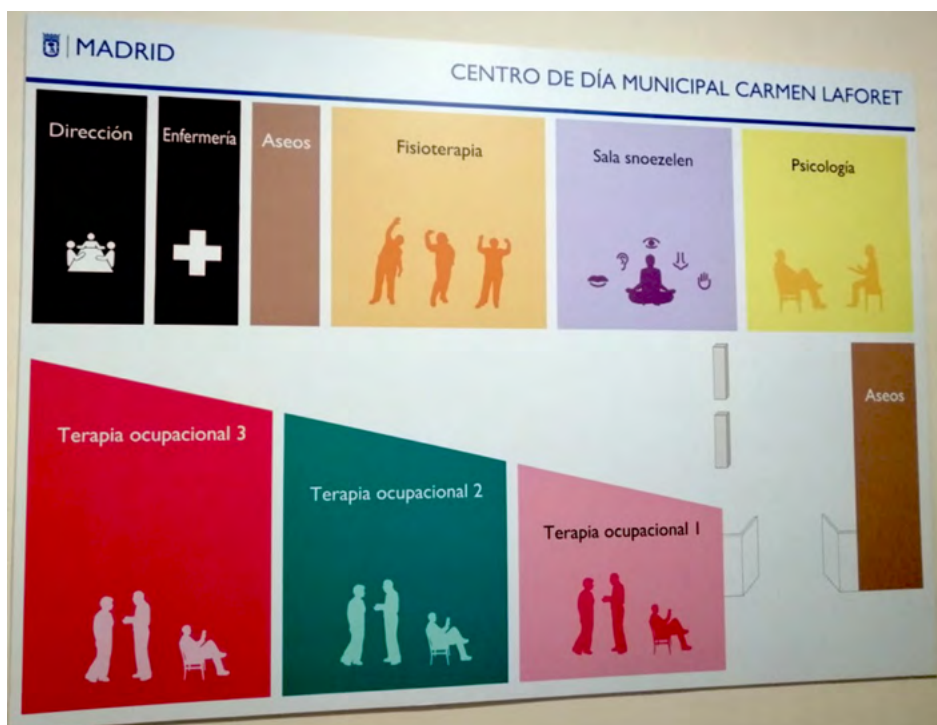 MADRID
CENTRO DE DÍA MUNICIPAL CARMEN LAFORET
Dirección
Enfermería
Aseos
Fisioterapia
Sala snoezelen
Psicología
Aseos
Terapia ocupacional 3
Terapia ocupacional 2
Terapia ocupacional 1